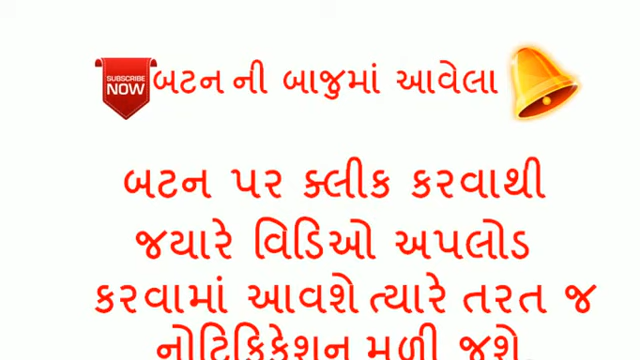 SUBSCRIBE
NOW
બટન ની બાજુમાં આવેલા
બટન પર ક્લીક કરવાથી
જયારે વિડિઓ અપલોડ
કરવામાં આવશે ત્યારે તરત જ
નોટિફિકેશન મળી જશે.